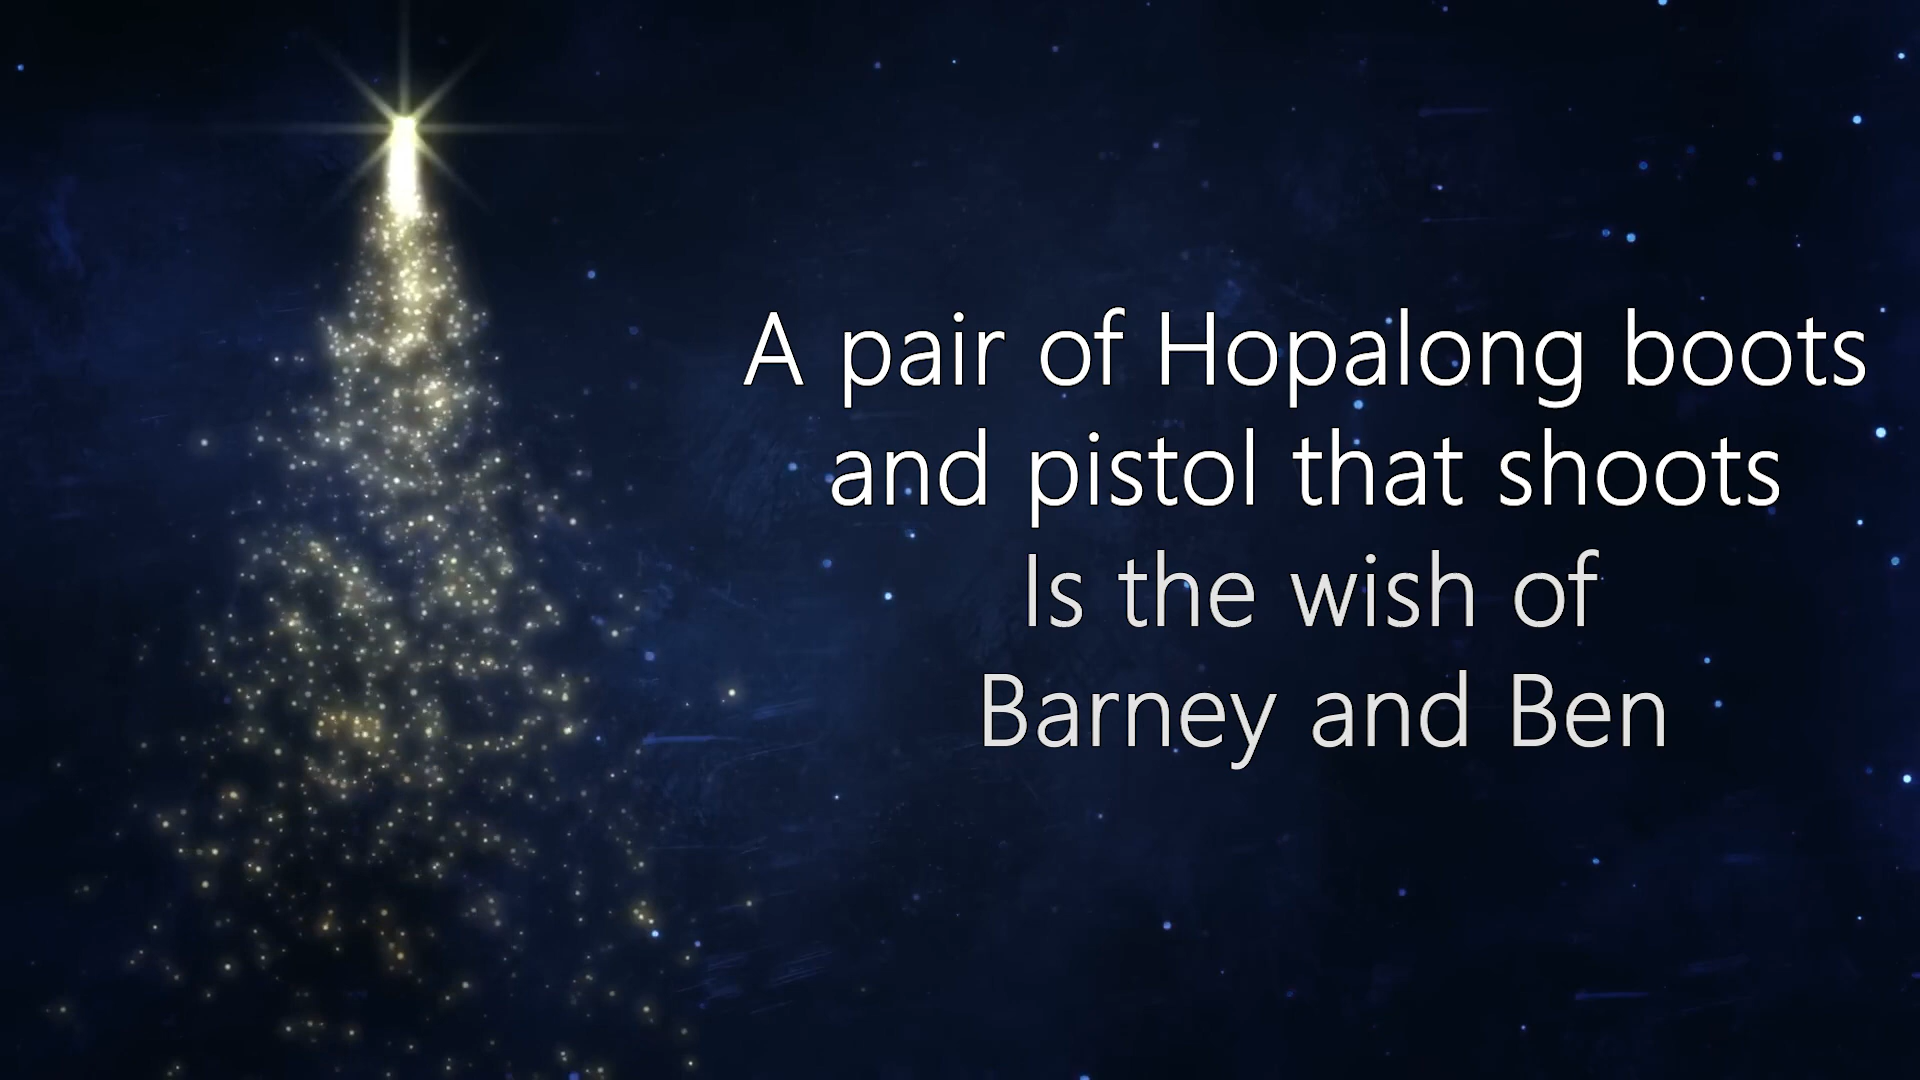 A pair of Hopalong boots
and pistol that shoots
Is the wish of
Barney and Ben